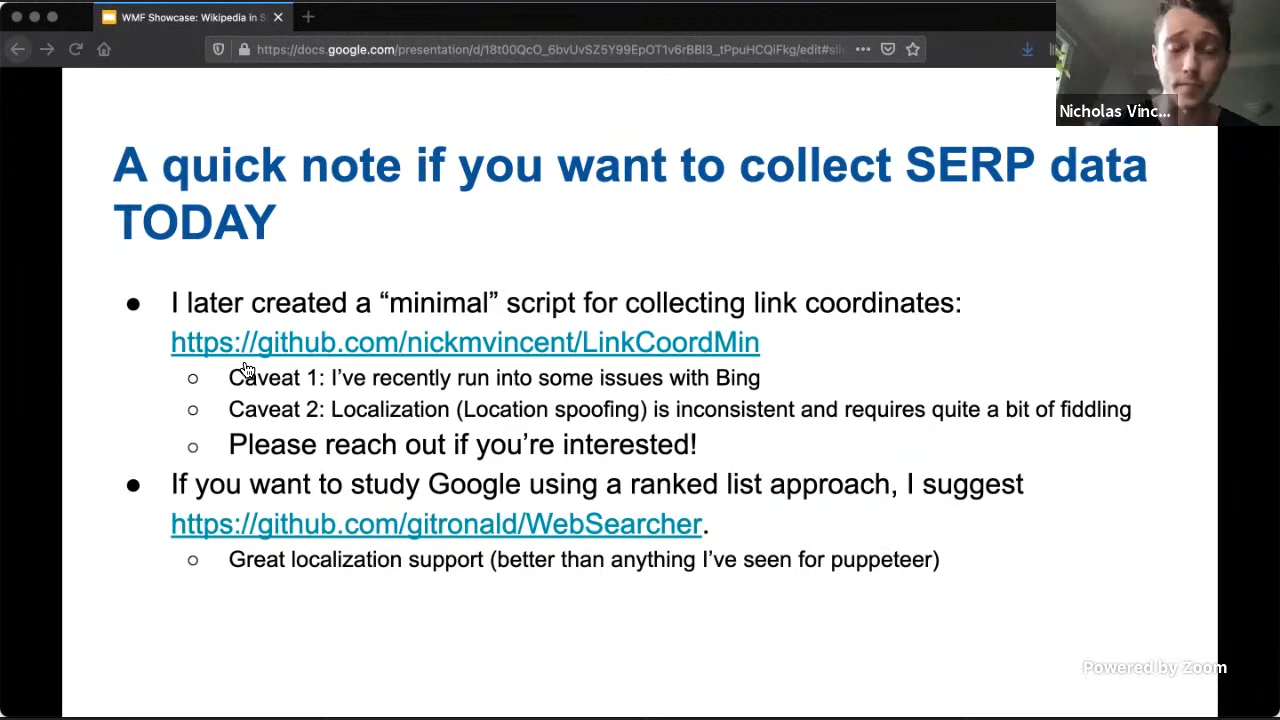 WMF Showcase: Wikipedia in S
https://docs.google.com/presentation/d/18t00QcO_6bvUvSZ5Y99EpOT1v6rBBI3_tPpuHCQiFkg/edit#sli
Nicholas Vinc...
A quick note if you want to collect SERP data
TODAY
● I later created a “minimal” script for collecting link coordinates:
https://github.com/nickmvincent/LinkCoordMin
○ Caveat 1: I’ve recently run into some issues with Bing
○ Caveat 2: Localization (Location spoofing) is inconsistent and requires quite a bit of fiddling
○ Please reach out if you’re interested!
● If you want to study Google using a ranked list approach, I suggest
https://github.com/gitronald/WebSearcher.
○ Great localization support (better than anything I’ve seen for puppeteer)
Powered by Zoom